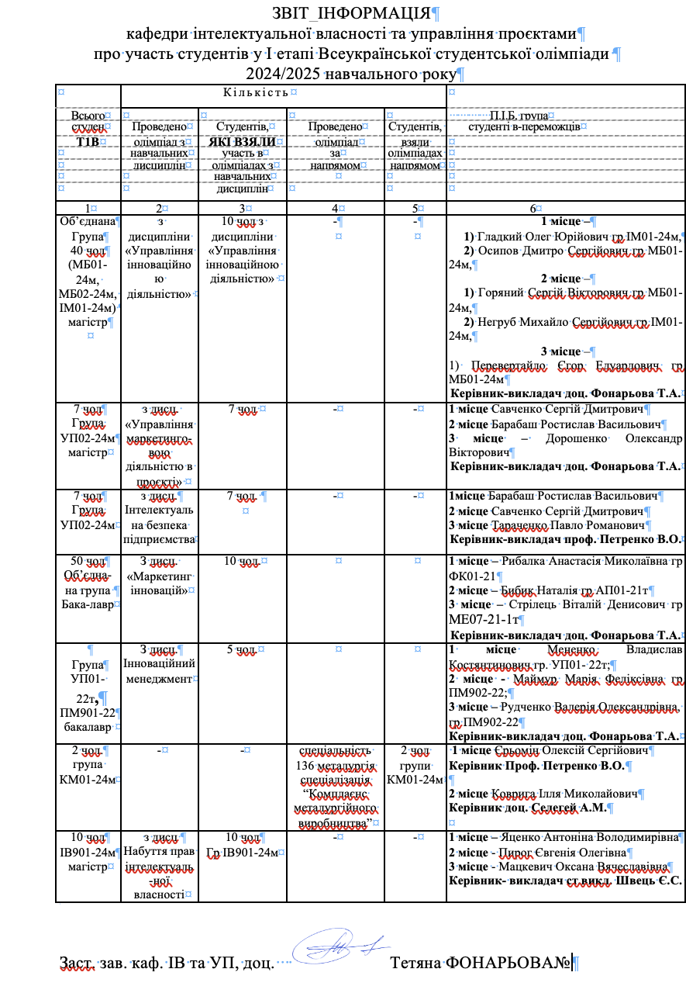 ЗВІТ_ІНФОРМАЦІЯ
кафедри інтелектуальної власності та управління проєктами
про участь студентів у І етапі Всеукраїнської студентської олімпіади
2024/2025 навчального року
Кількість
Всього
студен
Т1В
Проведено
олімпіад з
навчальних
дисциплін
Студентів,
ЯКІ ВЗЯЛИ
участь в
олімпіадах з
навчальних
дисциплін
Проведено
олімпіад
за
напрямом
Студентів,
взяли
олімпіадах
напрямом
П.І.Б. група
студенті в-переможців
1
2
3
4
5
6
Об’єднана
Група
40 чол
(МБ01-
24м,
МБ02-24м,
ІМ01-24м)
магістр
з
дисципліни
«Управління
інноваційно
ю
діяльністю»
10 чол з
дисципліни
«Управління
інноваційною
діяльністю»
-
-
1 місце –
1) Гладкий Олег Юрійович гр ІМ01-24м,
2) Осипов Дмитро Сергійович гр МБ01-
24м,
2 місце –
1) Горяний Сергій Вікторович гр МБ01-
24м,
2) Негруб Михайло Сергійович гр ІМ01-
24м,
3 місце –
1) Перевертайло Єгор Едуардович гр
МБ01-24м
Керівник-викладач доц. Фонарьова Т.А.
7 чол
Група
УП02-24м
магістр
з дисц.
«Управління
маркетинго-
вою
діяльністю в
проєкті»
7 чол
-
-
1 місце Савченко Сергій Дмитрович
2 місце Барабаш Ростислав Васильович
3 місце – Дорошенко Олександр
Вікторович
Керівник-викладач доц. Фонарьова Т.А.
7 чол
Група
УП02-24м
з дисц.
Інтелектуаль
на безпека
підприємства
7 чол.
-
-
1місце Барабаш Ростислав Васильович
2 місце Савченко Сергій Дмитрович
3 місце Тараченко Павло Романович
Керівник-викладач проф. Петренко В.О.
50 чол
Об’єдна-
на група
Бака-лавр
З дисц.
«Маркетинг
інновацій»
10 чол.
1 місце – Рибалка Анастасія Миколаївна гр
ФК01-21
2 місце – Бибик Наталія гр АП01-21т
3 місце – Стрілець Віталій Денисович гр
МЕ07-21-1т
Керівник-викладач доц. Фонарьова Т.А.
Група
УП01-
22т,
ПМ901-22
бакалавр
З дисц.
Інноваційний
менеджмент
5 чол.
1 місце Мененко Владислав
Костянтинович гр. УП01- 22т;
2 місце - Маймур Марія Феліксівна гр
ПМ902-22;
3 місце – Рудченко Валерія Олександрівна,
гр ПМ902-22
Керівник-викладач доц. Фонарьова Т.А.
2 чол.
група
КМ01-24м
-
-
спеціальність
136 металургія
спеціалізація
“Комплаєнс
металургійного
виробництва”
2 чол
групи
КМ01-24м
1 місце Єрьомін Олексій Сергійович
Керівник Проф. Петренко В.О.
2 місце Коврига Ілля Миколайович
Керівник доц. Селегей А.М.
10 чол
ІВ901-24м
магістр
з дисц
Набуття прав
інтелектуаль
-ної
власності
10 чол
Гр ІВ901-24м
-
-
1 місце – Яценко Антоніна Володимирівна
2 місце - Пирог Євгенія Олегівна
3 місце - Мацкевич Оксана Вячеславівна
Керівник- викладач ст.викл. Швець Є.С.
Заст. зав. каф. ІВ та УП, доц. Тетяна ФОНАРЬОВА№